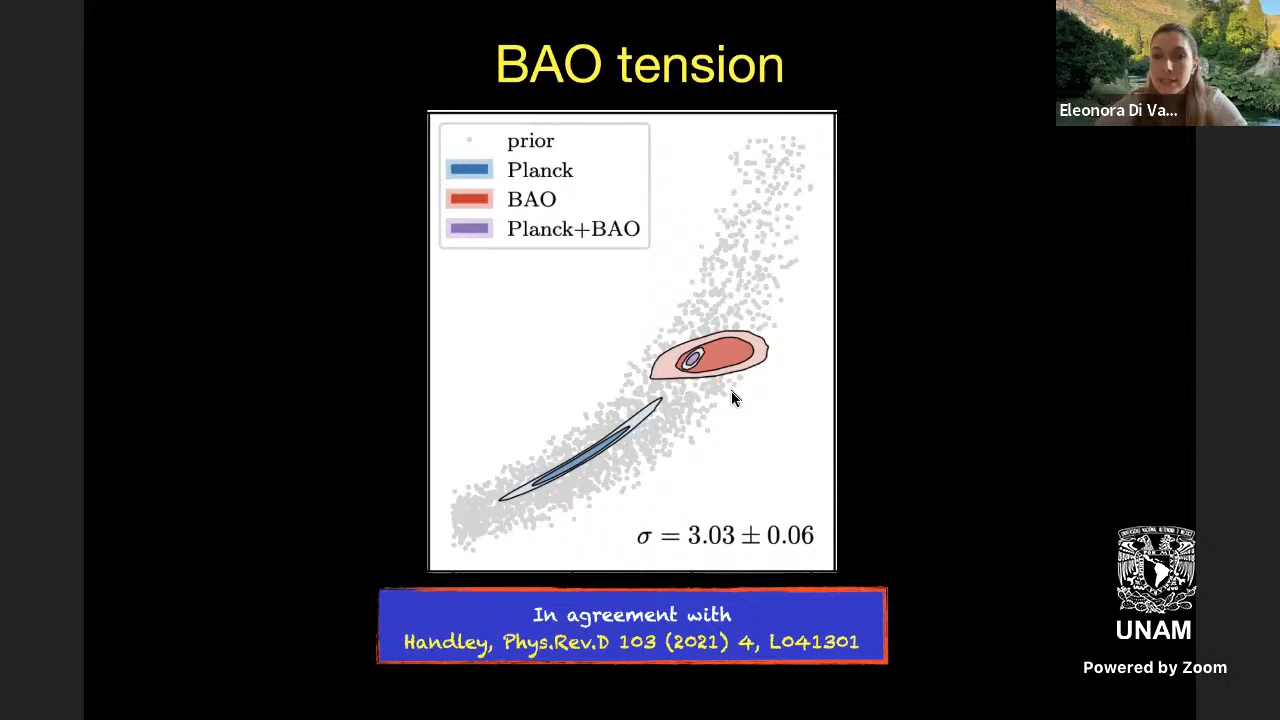 BAO tension
prior
Planck
BAO
Planck+BAO
σ = 3.03 ± 0.06
In agreement with
Handley, Phys.Rev.D 103 (2021) 4, L041301
Eleonora Di Va...
UNAM
Powered by Zoom